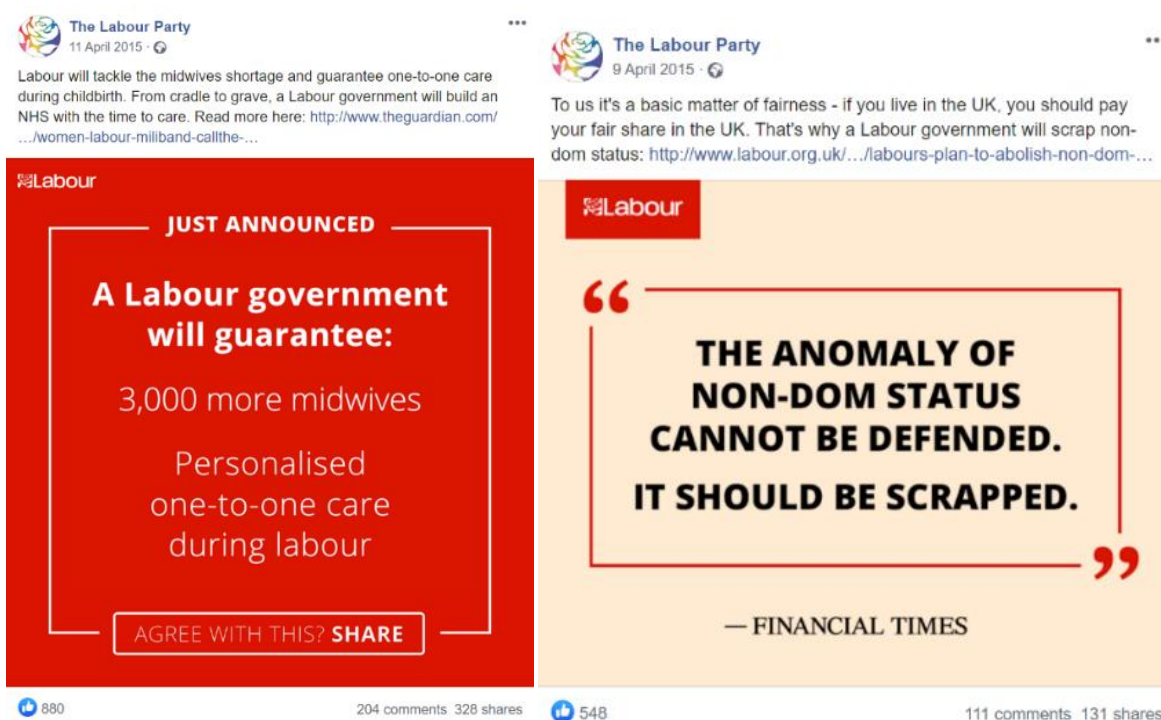 The Labour Party
11 April 2015 ·
Labour will tackle the midwives shortage and guarantee one-to-one care
during childbirth. From cradle to grave, a Labour government will build an
NHS with the time to care. Read more here: http://www.theguardian.com/
…/women-labour-miliband-callthe-…
Labour
JUST ANNOUNCED
A Labour government
will guarantee:
3,000 more midwives
Personalised
one-to-one care
during labour
AGREE WITH THIS? SHARE
880
204 comments 328 shares
The Labour Party
9 April 2015 ·
To us it's a basic matter of fairness - if you live in the UK, you should pay
your fair share in the UK. That's why a Labour government will scrap non-
dom status: http://www.labour.org.uk/…/labours-plan-to-abolish-non-dom-…
Labour
“
THE ANOMALY OF
NON-DOM STATUS
CANNOT BE DEFENDED.
IT SHOULD BE SCRAPPED.
”
— FINANCIAL TIMES
548
111 comments 131 shares